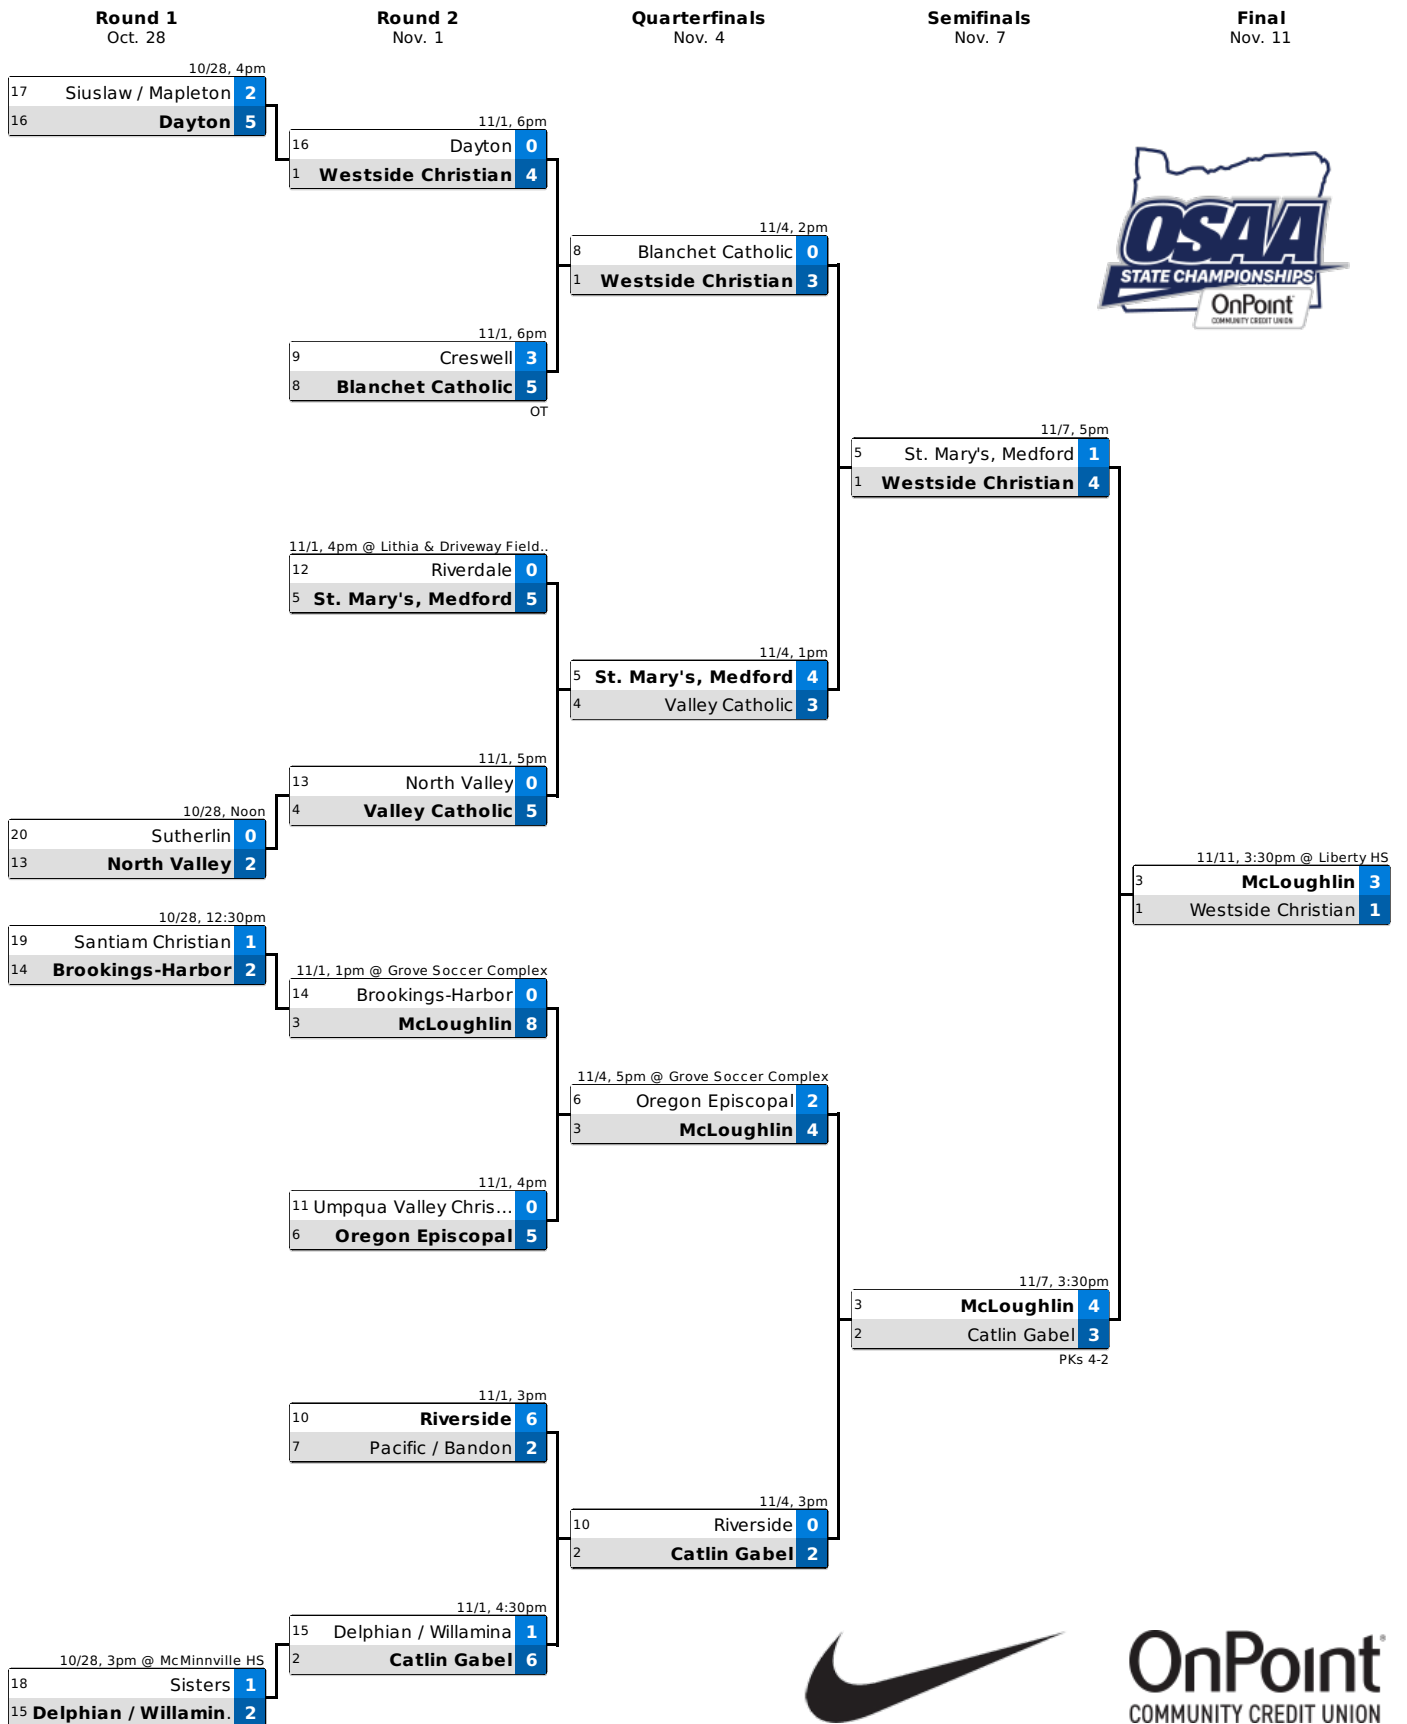 Round 1
Oct. 28
Round 2
Nov. 1
Quarterfinals
Nov. 4
Semifinals
Nov. 7
Final
Nov. 11
10/28, 4pm
17 Siuslaw / Mapleton 2
16 Dayton 5
10/28, Noon
20 Sutherlin 0
13 North Valley 2
10/28, 12:30pm
19 Santiam Christian 1
14 Brookings-Harbor 2
10/28, 3pm @ McMinnville HS
18 Sisters 1
15 Delphian / Willamin. 2
11/1, 6pm
16 Dayton 0
1 Westside Christian 4
11/1, 6pm
9 Creswell 3
8 Blanchet Catholic 5
OT
11/1, 4pm @ Lithia & Driveway Field..
12 Riverdale 0
5 St. Mary's, Medford 5
11/1, 5pm
13 North Valley 0
4 Valley Catholic 5
11/1, 1pm @ Grove Soccer Complex
14 Brookings-Harbor 0
3 McLoughlin 8
11/1, 4pm
11 Umpqua Valley Chris... 0
6 Oregon Episcopal 5
11/1, 3pm
10 Riverside 6
7 Pacific / Bandon 2
11/1, 4:30pm
15 Delphian / Willamina 1
2 Catlin Gabel 6
11/4, 2pm
8 Blanchet Catholic 0
1 Westside Christian 3
11/4, 1pm
5 St. Mary's, Medford 4
4 Valley Catholic 3
11/4, 5pm @ Grove Soccer Complex
6 Oregon Episcopal 2
3 McLoughlin 4
11/4, 3pm
10 Riverside 0
2 Catlin Gabel 2
11/7, 5pm
5 St. Mary's, Medford 1
1 Westside Christian 4
11/7, 3:30pm
3 McLoughlin 4
2 Catlin Gabel 3
PKs 4-2
11/11, 3:30pm @ Liberty HS
3 McLoughlin 3
1 Westside Christian 1
OSAA
STATE CHAMPIONSHIPS
OnPoint
COMMUNITY CREDIT UNION
OnPoint®
COMMUNITY CREDIT UNION